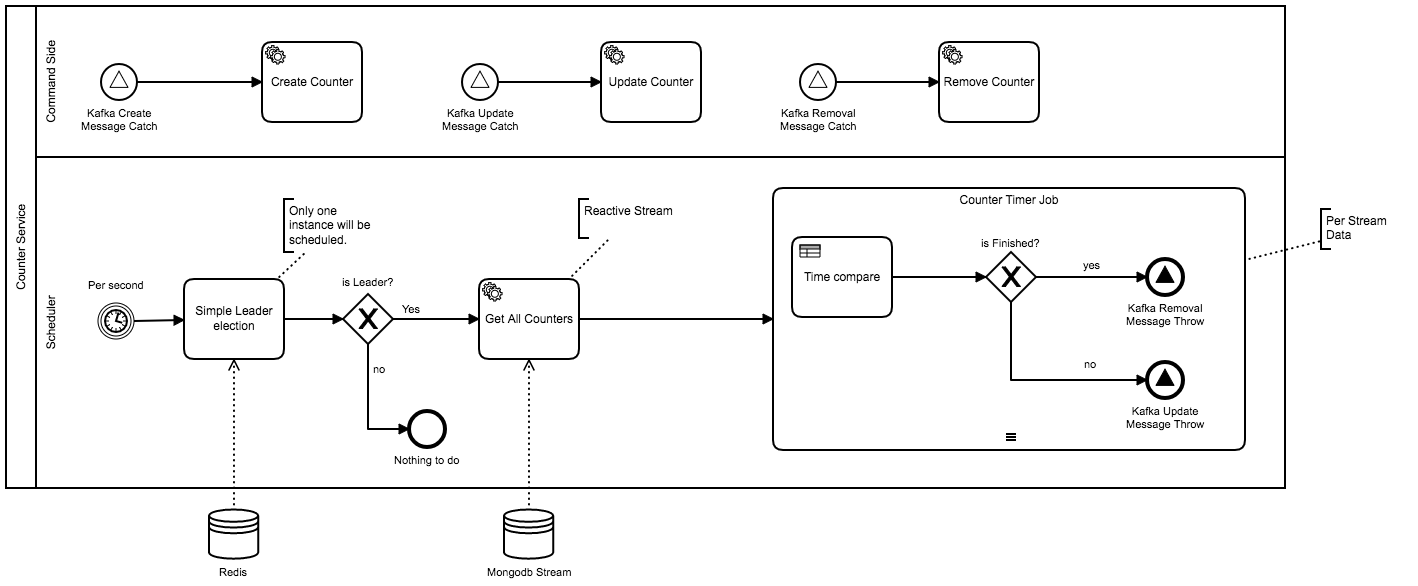 Counter Service
Command Side
Kafka Create
Message Catch
Create Counter
Kafka Update
Message Catch
Update Counter
Kafka Removal
Message Catch
Remove Counter
Scheduler
Per second
Only one
instance will be
scheduled.
Simple Leader
election
is Leader?
Yes
no
Nothing to do
Reactive Stream
Get All Counters
Counter Timer Job
Time compare
is Finished?
yes
Kafka Removal
Message Throw
no
Kafka Update
Message Throw
Per Stream
Data
Redis
Mongodb Stream